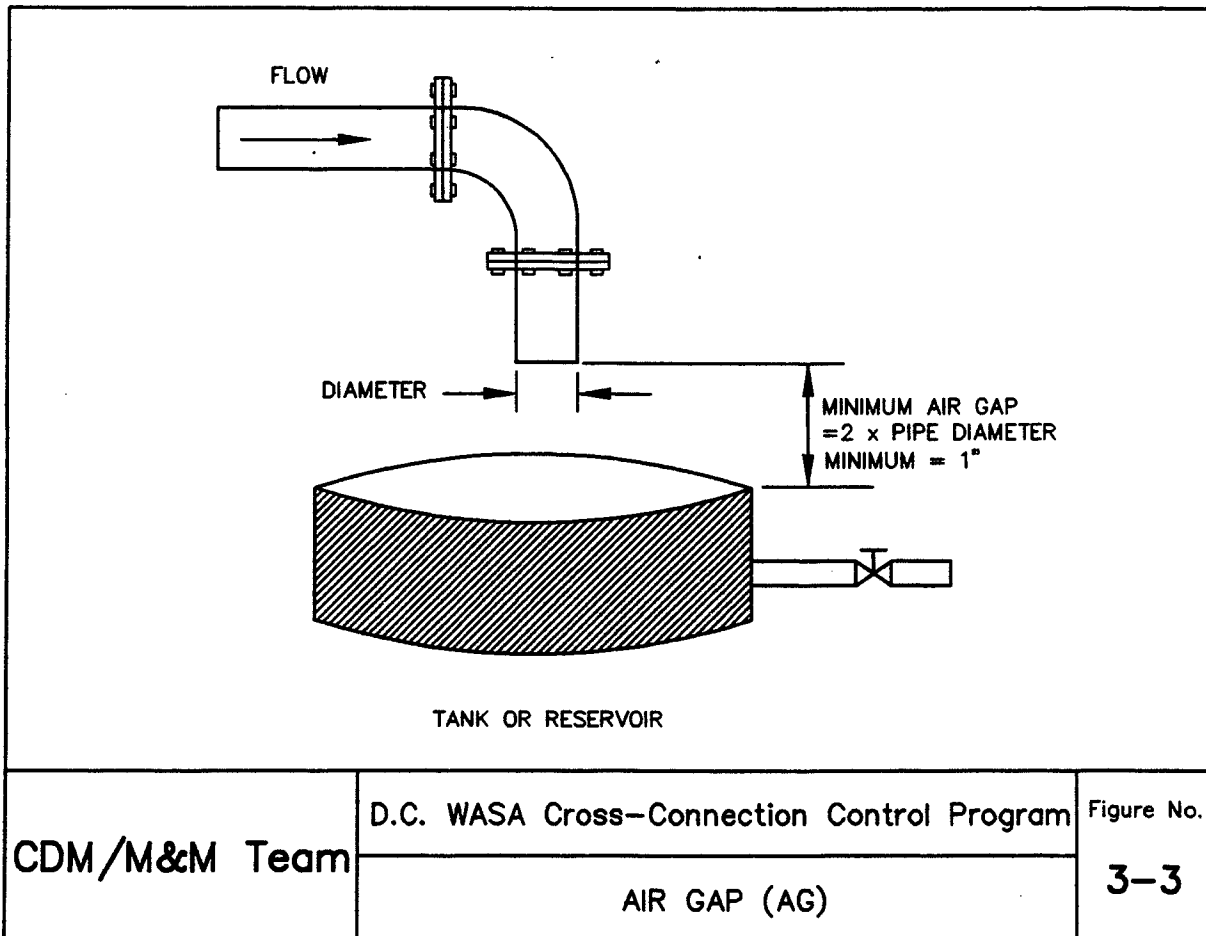 FLOW
DIAMETER
MINIMUM AIR GAP
=2 x PIPE DIAMETER
MINIMUM = 1"
TANK OR RESERVOIR
CDM/M&M Team
D.C. WASA Cross-Connection Control Program
AIR GAP (AG)
Figure No.
3-3